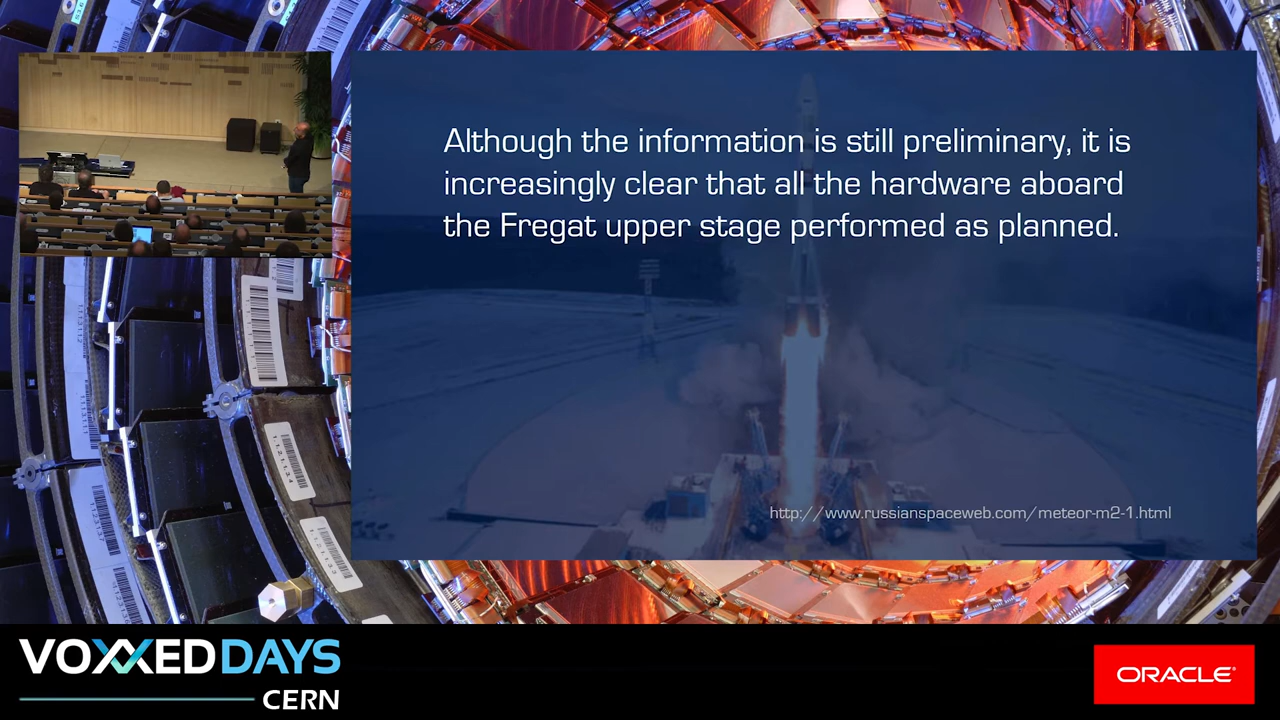 Although the information is still preliminary, it is
increasingly clear that all the hardware aboard
the Fregat upper stage performed as planned.
http://www.russianspaceweb.com/meteor-m2-1.html
VOXXED DAYS
CERN
ORACLE